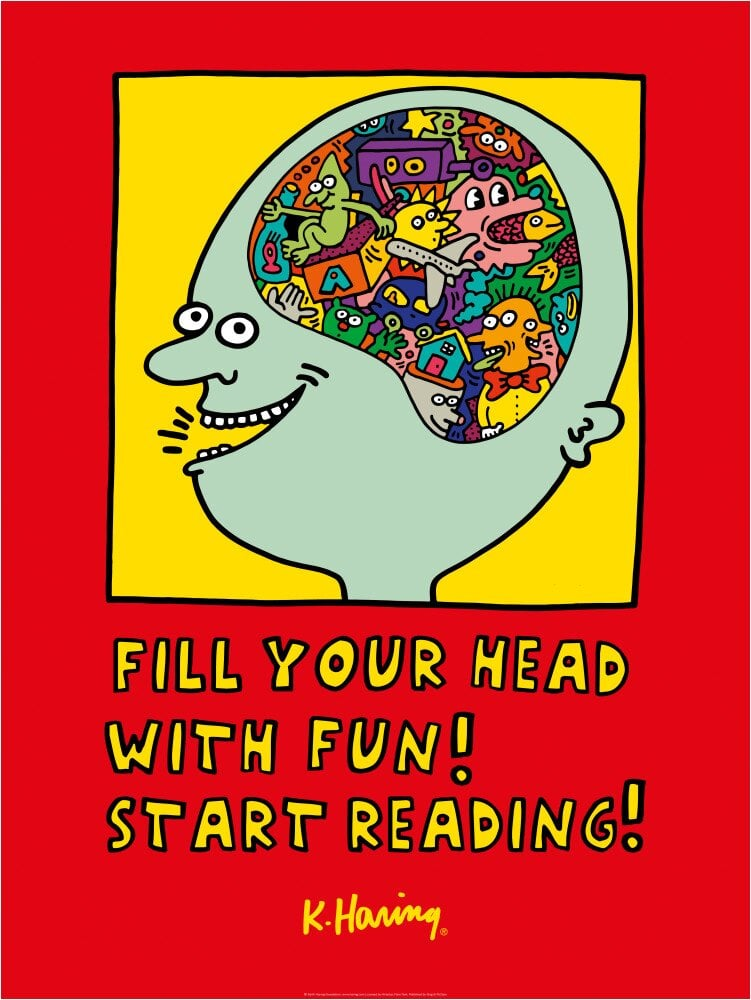 A
FILL YOUR HEAD
WITH FUN!
START READING!
K. Haring ®